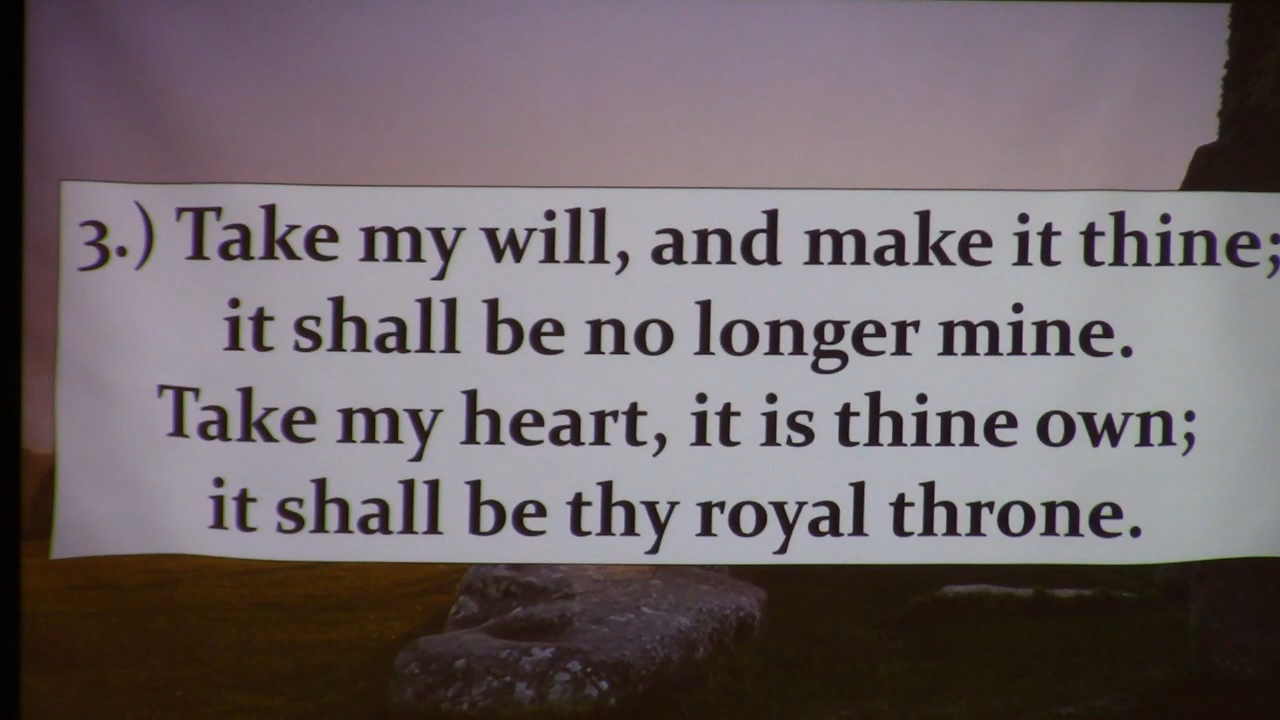 3.) Take my will, and make it thine;
it shall be no longer mine.
Take my heart, it is thine own;
it shall be thy royal throne.